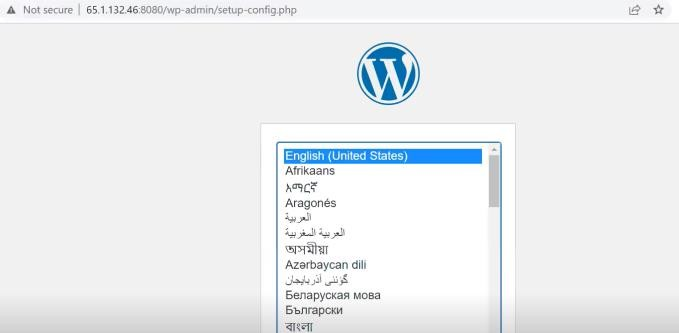 Not secure | 65.1.132.46:8080/wp-admin/setup-config.php
W
English (United States)
Afrikaans
አማርኛ
Aragonés
العربية
العربية المغربية
অসমীয়া
Azərbaycan dili
گؤنئی آذربایجان
Беларуская мова
Български
বাংলা